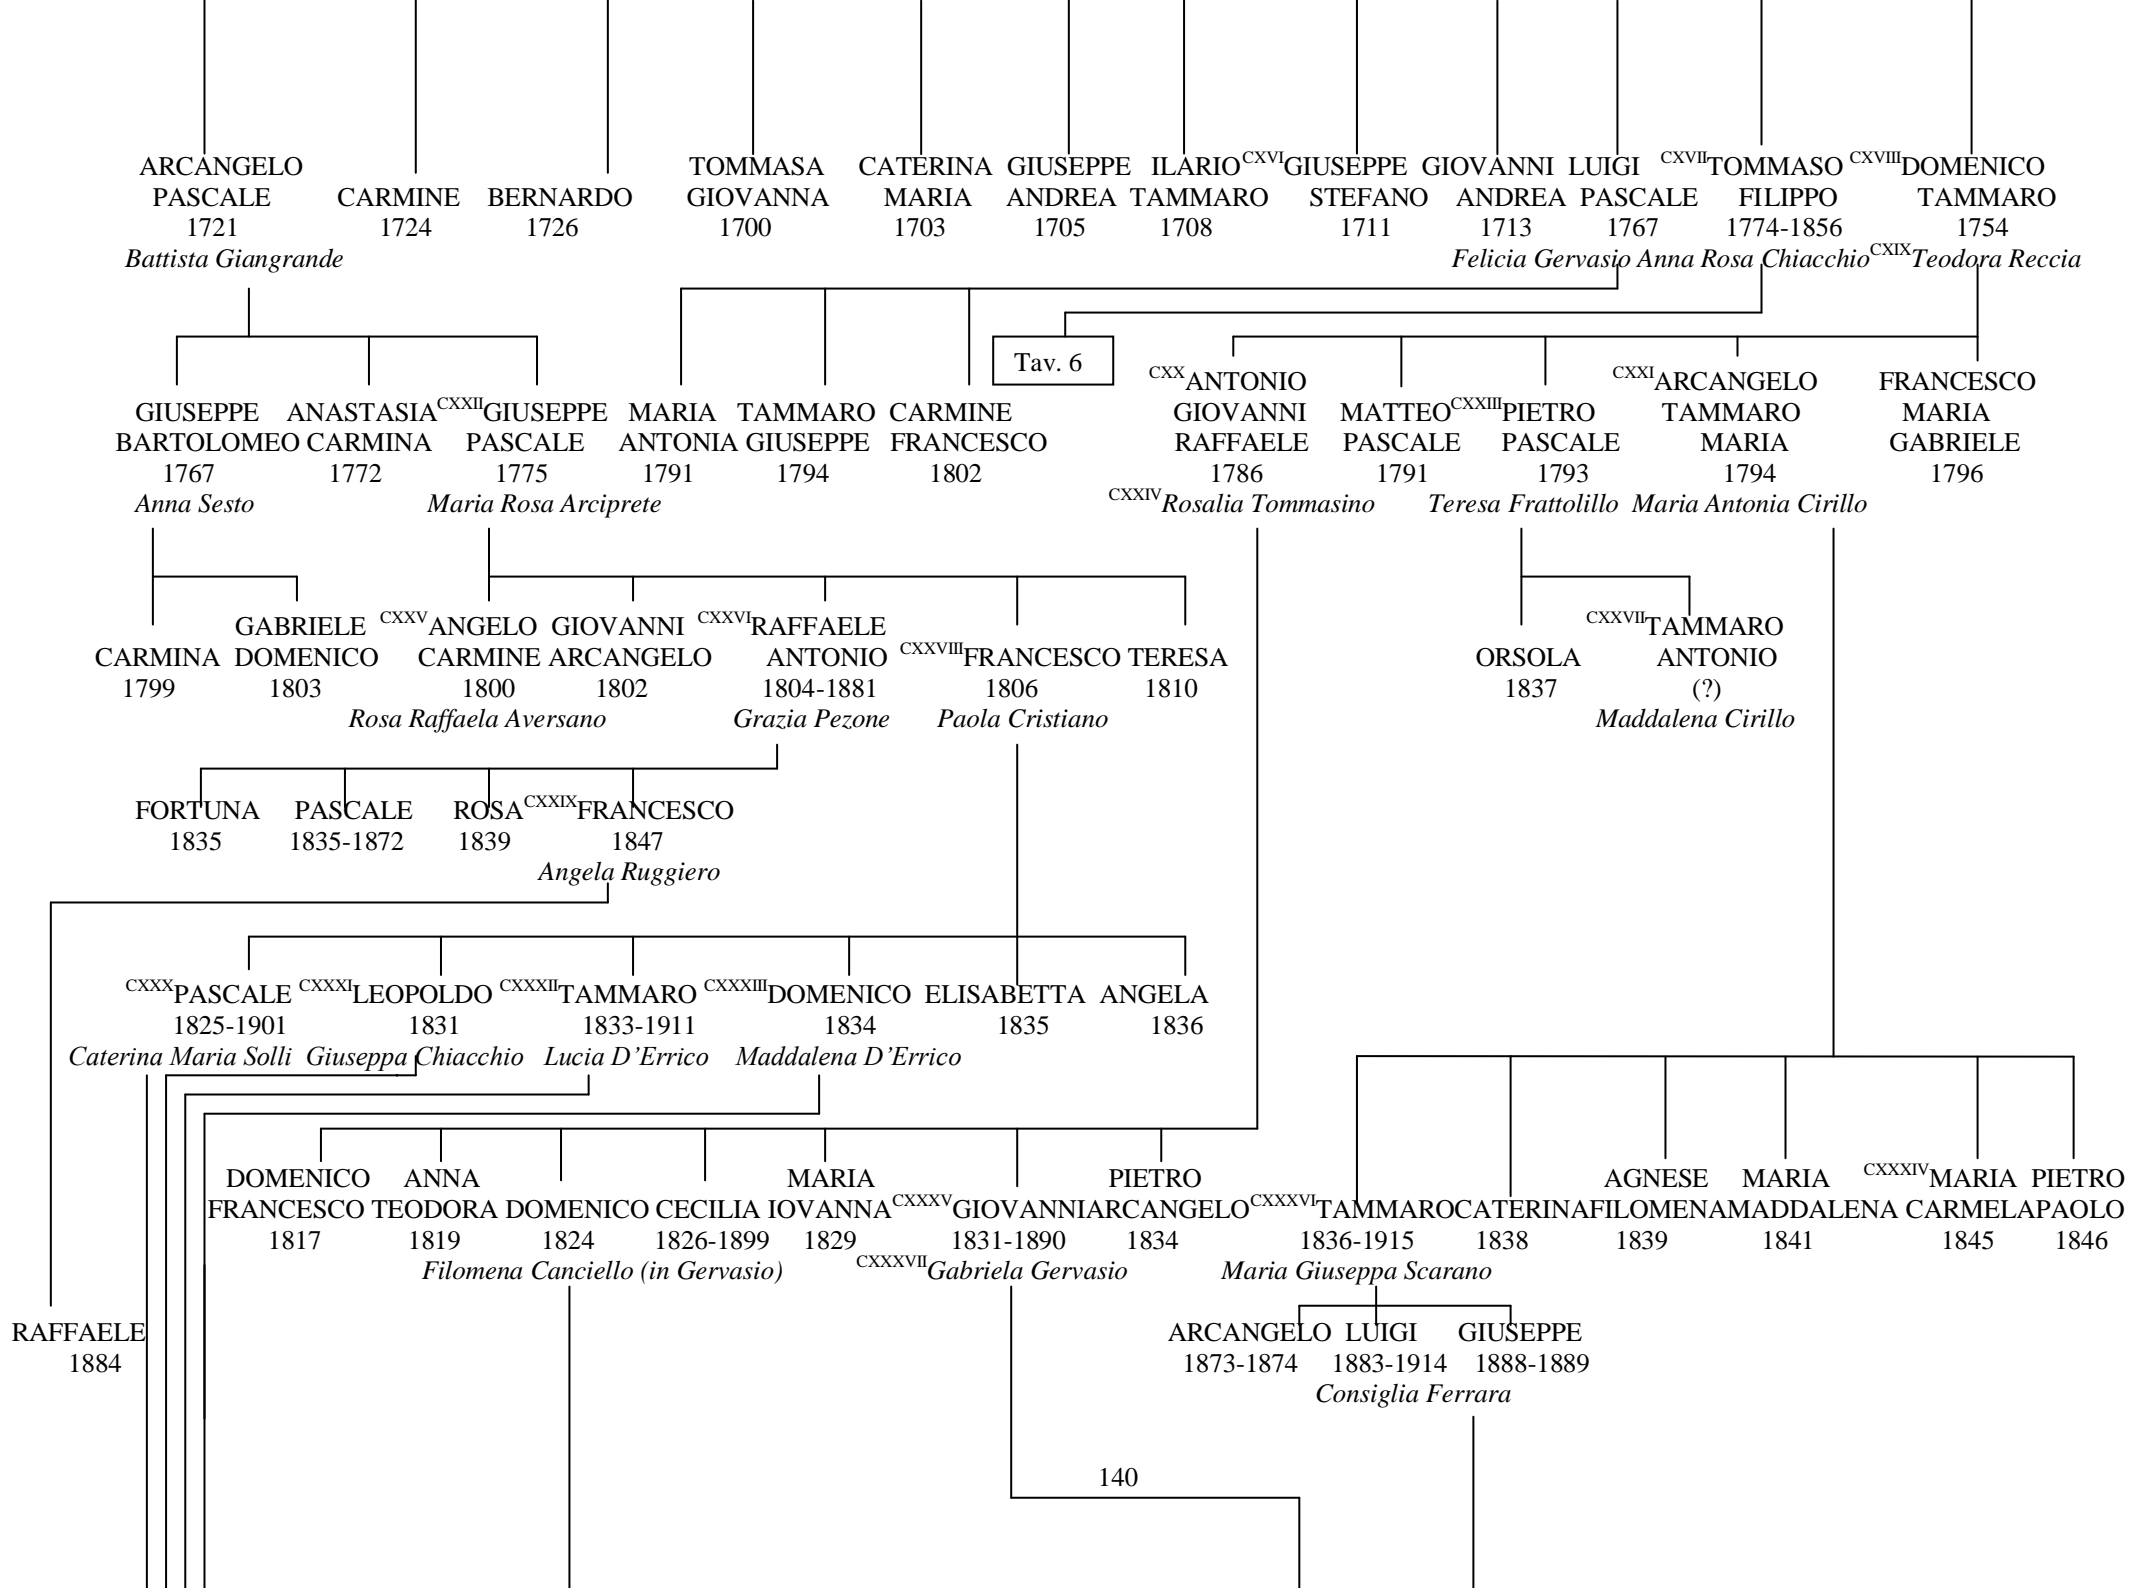 ARCANGELO TOMMASA CATERINA GIUSEPPE ILARIO CXVIGIUSEPPE GIOVANNI LUIGI CXVIITOMMASO CXVIIIDOMENICO
PASCALE CARMINE BERNARDO GIOVANNA MARIA ANDREA TAMMARO STEFANO ANDREA PASCALE FILIPPO TAMMARO
1721 1724 1726 1700 1703 1705 1708 1711 1713 1767 1774-1856 1754
Battista Giangrande Felicia Gervasio Anna Rosa Chiacchio CXIXTeodora Reccia
Tav. 6
CXXANTONIO CXXIARCANGELO FRANCESCO
GIUSEPPE ANASTASIA CXXIIGIUSEPPE MARIA TAMMARO CARMINE GIOVANNI MATTEO CXXIIIPIETRO TAMMARO MARIA
BARTOLOMEO CARMINA PASCALE ANTONIA GIUSEPPE FRANCESCO RAFFAELE PASCALE PASCALE MARIA GABRIELE
1767 1772 1775 1791 1794 1802 1786 1791 1793 1794 1796
Anna Sesto Maria Rosa Arciprete CXXIVRosalia Tommasino Teresa Frattolillo Maria Antonia Cirillo
GABRIELE CXXVANGELO GIOVANNI CXXVIRAFFAELE CXXVIITAMMARO
CARMINA DOMENICO CARMINE ARCANGELO ANTONIO CXXVIIIFRANCESCO TERESA ORSOLA ANTONIO
1799 1803 1800 1802 1804-1881 1806 1810 1837 (?)
Rosa Raffaela Aversano Grazia Pezone Paola Cristiano Maddalena Cirillo
FORTUNA PASCALE ROSA CXXIXFRANCESCO
1835 1835-1872 1839 1847
Angela Ruggiero
CXXXPASCALE CXXXILEOPOLDO CXXXIITAMMARO CXXXIIIDOMENICO ELISABETTA ANGELA
1825-1901 1831 1833-1911 1834 1835 1836
Caterina Maria Solli Giuseppa Chiacchio Lucia D’Errico Maddalena D’Errico
DOMENICO ANNA MARIA PIETRO AGNESE MARIA CXXXIVMARIA PIETRO
FRANCESCO TEODORA DOMENICO CECILIA IOVANNA CXXXVGIOVANNI ARCANGELO CXXXVITAMMARO CATERINA FILOMENA MADDALENA CARMELA PAOLO
1817 1819 1824 1826-1899 1829 1831-1890 1834 1836-1915 1838 1839 1841 1845 1846
Filomena Canciello (in Gervasio) CXXXVIIGabriela Gervasio Maria Giuseppa Scarano
RAFFAELE ARCANGELO LUIGI GIUSEPPE
1884 1873-1874 1883-1914 1888-1889
Consiglia Ferrara
140